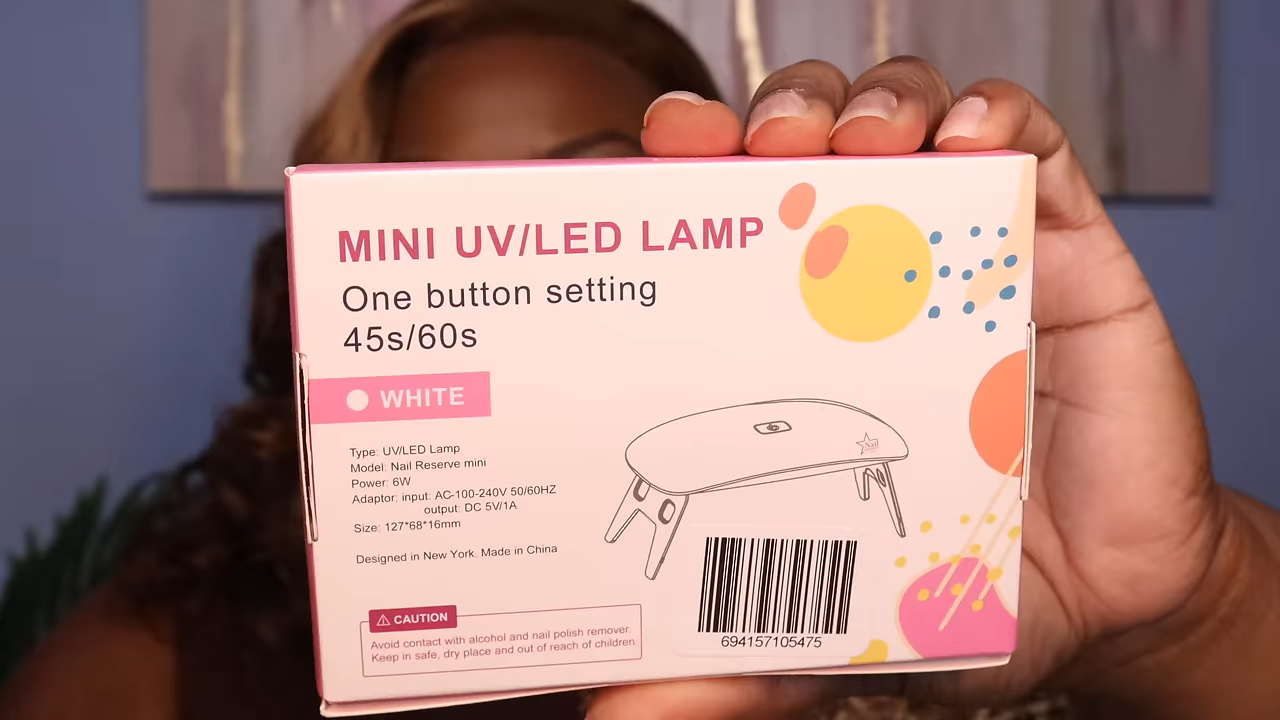 MINI UV/LED LAMP
One button setting
45s/60s
WHITE
Type: UV/LED Lamp
Model: Nail Reserve mini
Power: 6W
Adaptor: input: AC-100-240V 50/60HZ
output: DC 5V/1A
Size: 127*68*16mm
Designed in New York. Made in China
CAUTION
Avoid contact with alcohol and nail polish remover.
Keep in safe, dry place and out of reach of children.
Nail
694157105475